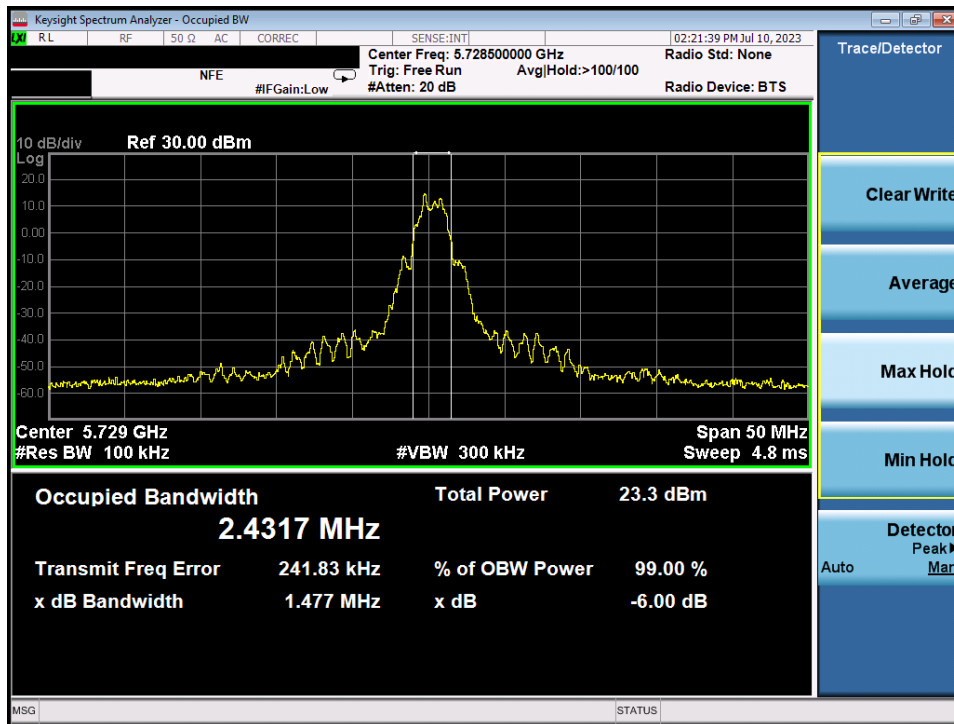 Keysight Spectrum Analyzer - Occupied BW
LXI RL RF 50 Ω AC CORREC SENSE:INT 02:21:39 PM Jul 10, 2023
Center Freq: 5.728500000 GHz Radio Std: None
NFE Trig: Free Run Avg|Hold:>100/100
#IFGain:Low #Atten: 20 dB Radio Device: BTS
10 dB/div Ref 30.00 dBm
Log
20.0
10.0
0.00
-10.0
-20.0
-30.0
-40.0
-50.0
-60.0
Center 5.729 GHz Span 50 MHz
#Res BW 100 kHz #VBW 300 kHz Sweep 4.8 ms
Occupied Bandwidth Total Power 23.3 dBm
2.4317 MHz
Transmit Freq Error 241.83 kHz % of OBW Power 99.00 %
x dB Bandwidth 1.477 MHz x dB -6.00 dB
MSG STATUS
Trace/Detector
Clear Write
Average
Max Hold
Min Hold
Detector
Peak▶
Auto Man